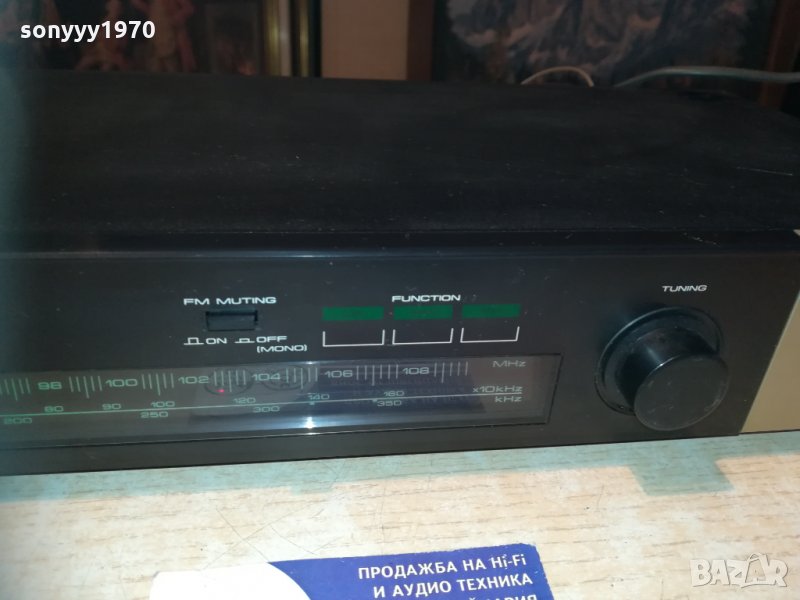 sonyyy1970
FM MUTING
ON OFF
(MONO)
FUNCTION
TUNING
98 100 102 104 106 108 MHz
80 90 100 120 140 160 x10kHz
200 250 300 350 kHz
ПРОДАЖБА НА Hi-Fi
И АУДИО ТЕХНИКА
BAZAR